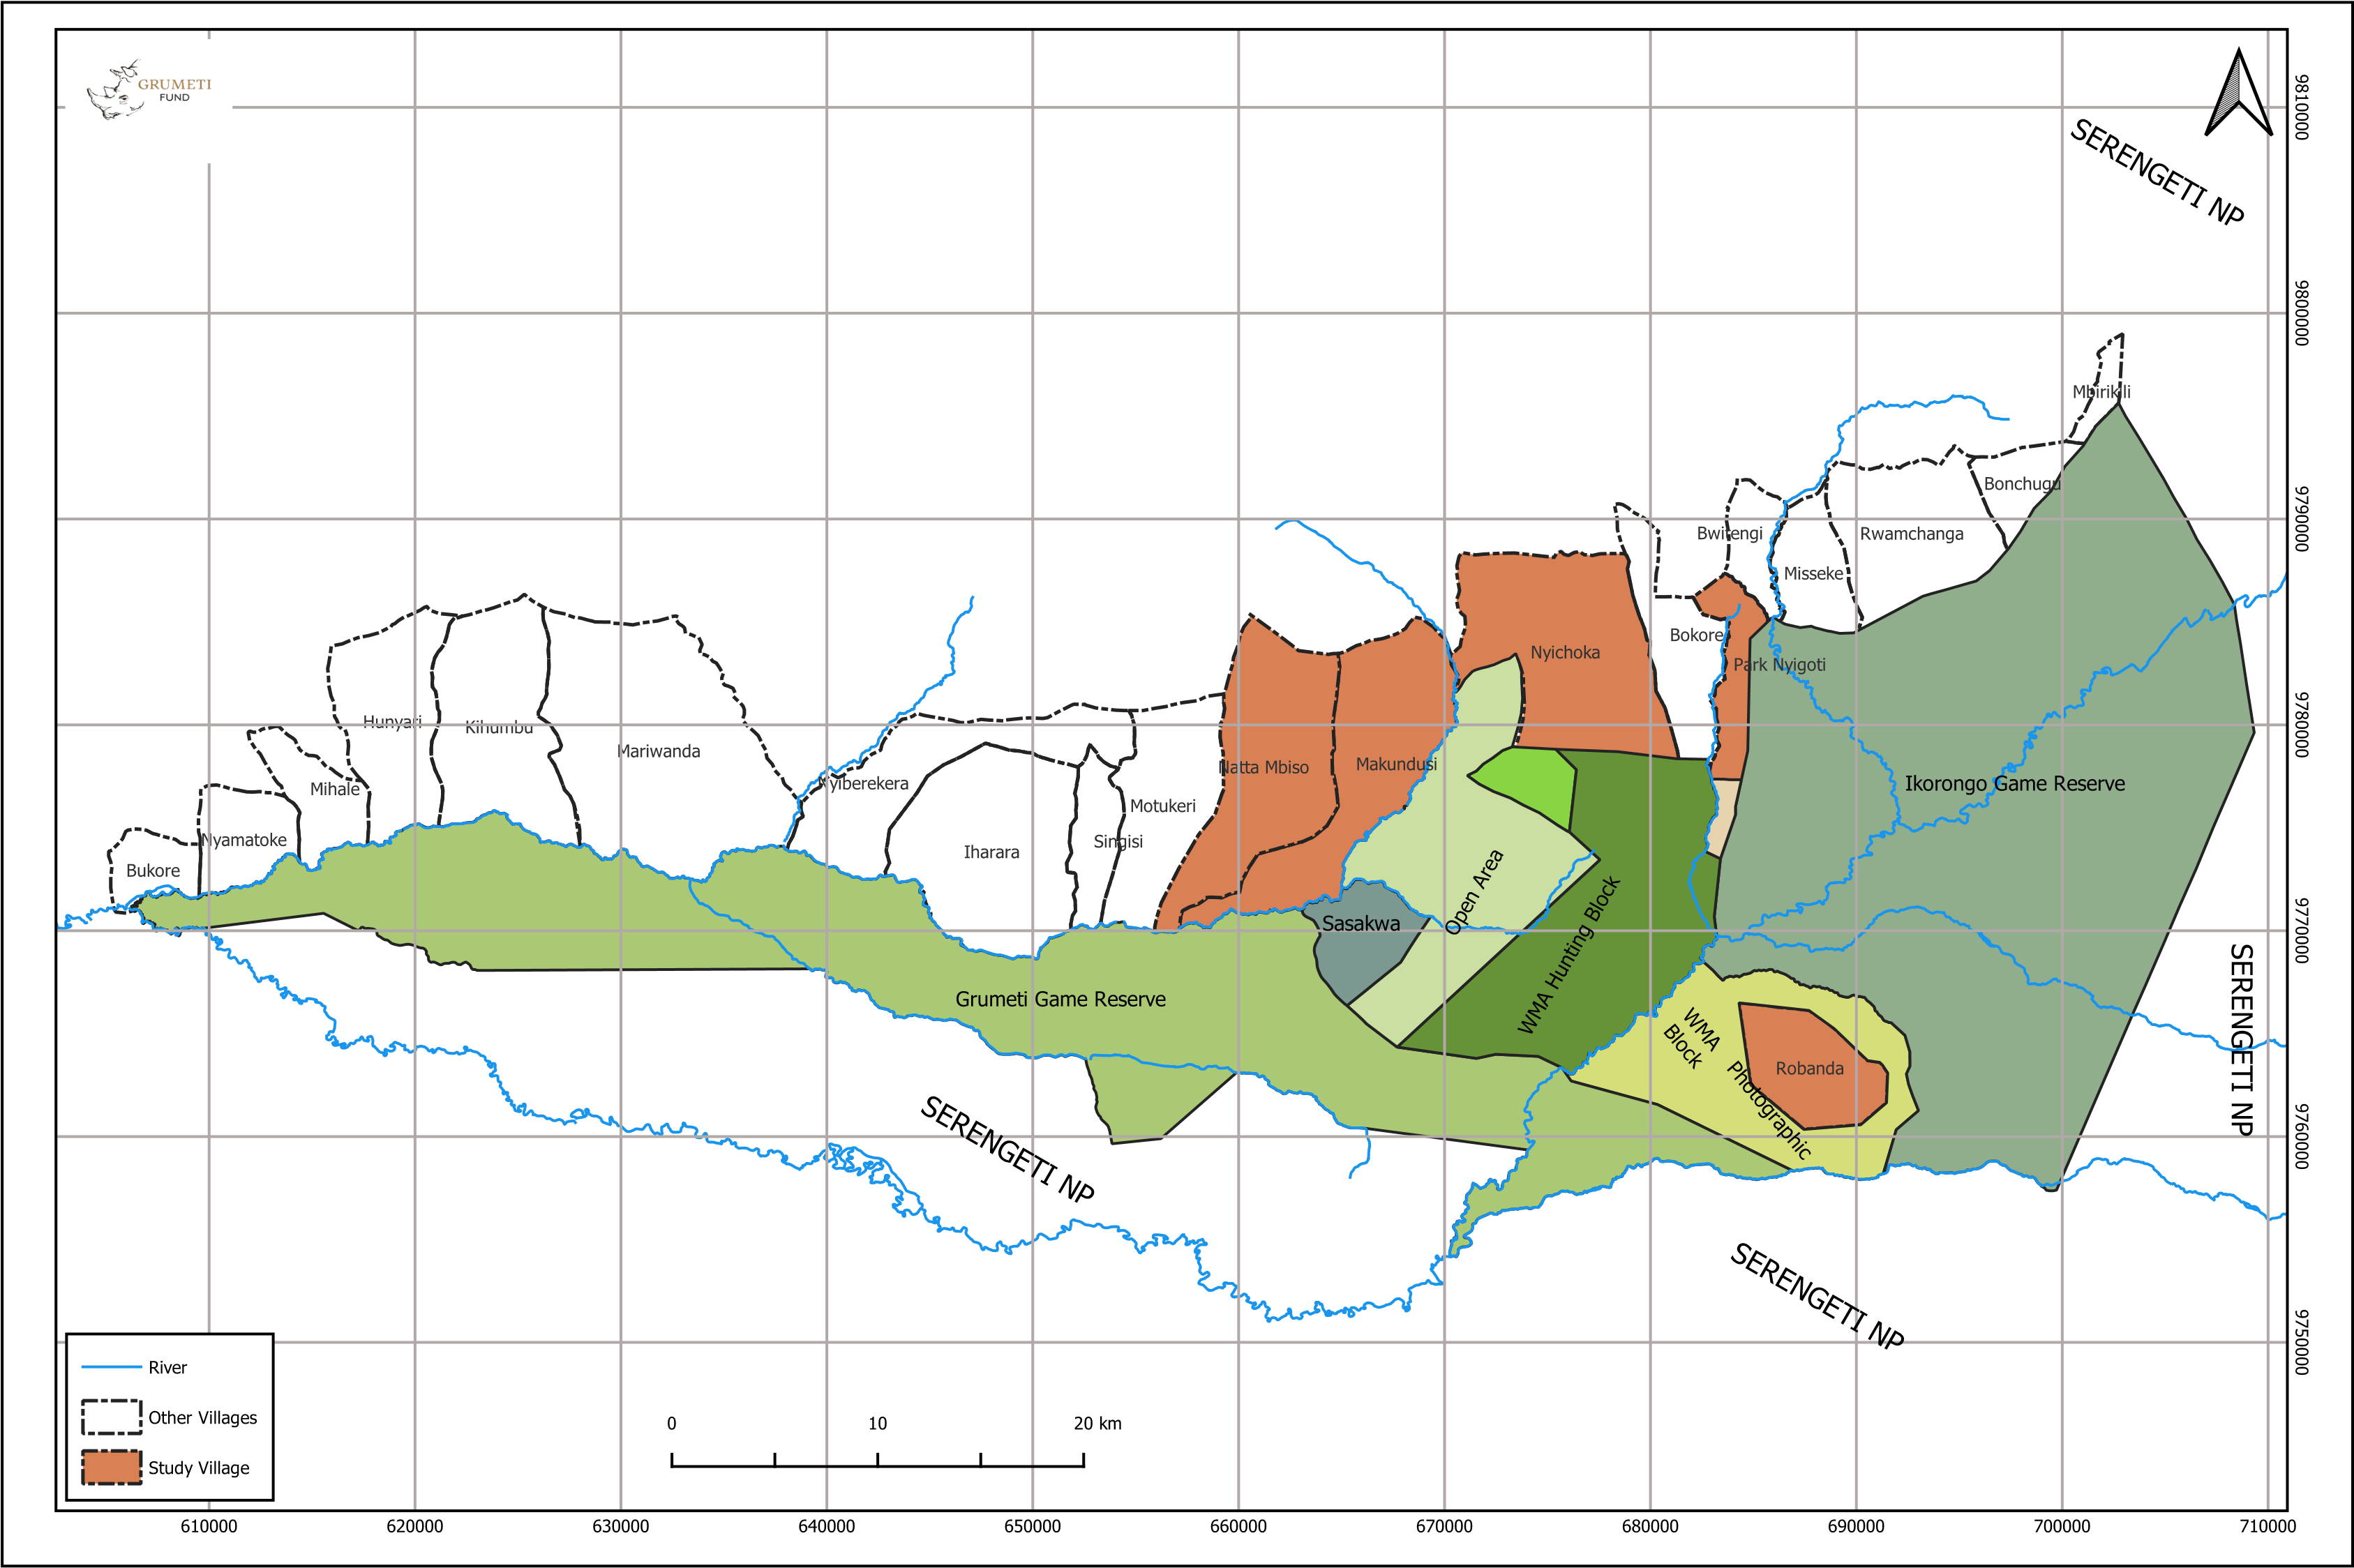 GRUMETI
FUND
SERENGETI NP
9810000
9800000
9790000
9780000
9770000
9760000
9750000
Mbirikili
Bonchugu
Rwamchanga
Bwitengi
Misseke
Bokore
Park Nyigoti
Nyichoka
Hunyari
Kihumbu
Mariwanda
Mihale
Nyamatoke
Bukore
Nyiberekera
Iharara
Singisi
Motukeri
Natta Mbiso
Makundusi
Ikorongo Game Reserve
Sasakwa
Open Area
WMA Hunting Block
Grumeti Game Reserve
WMA
Block
Photographic
Robanda
SERENGETI NP
SERENGETI NP
SERENGETI NP
River
Other Villages
Study Village
0 10 20 km
610000 620000 630000 640000 650000 660000 670000 680000 690000 700000 710000